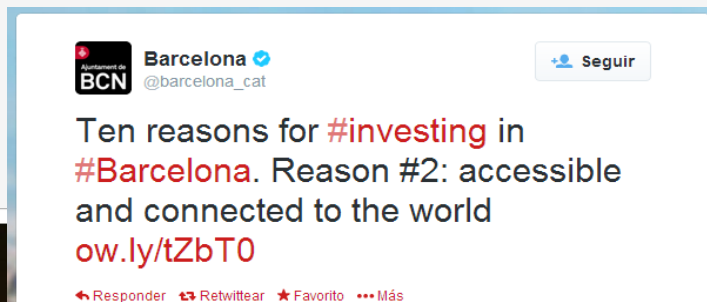 Ajuntament de
BCN
Barcelona
@barcelona_cat
Seguir
Ten reasons for #investing in
#Barcelona. Reason #2: accessible
and connected to the world
ow.ly/tZbT0
Responder Retwittear Favorito Más